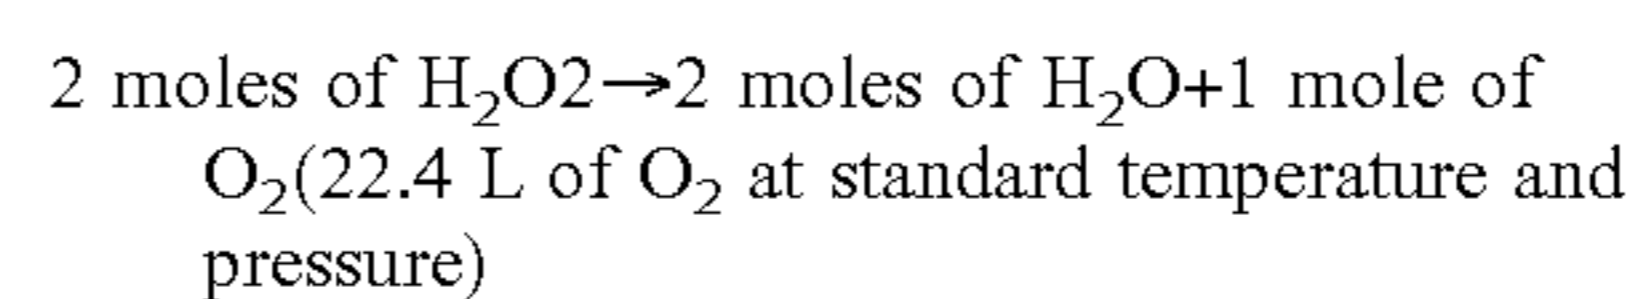 2 moles of H₂O2→2 moles of H₂O+1 mole of
O₂(22.4 L of O₂ at standard temperature and
pressure)